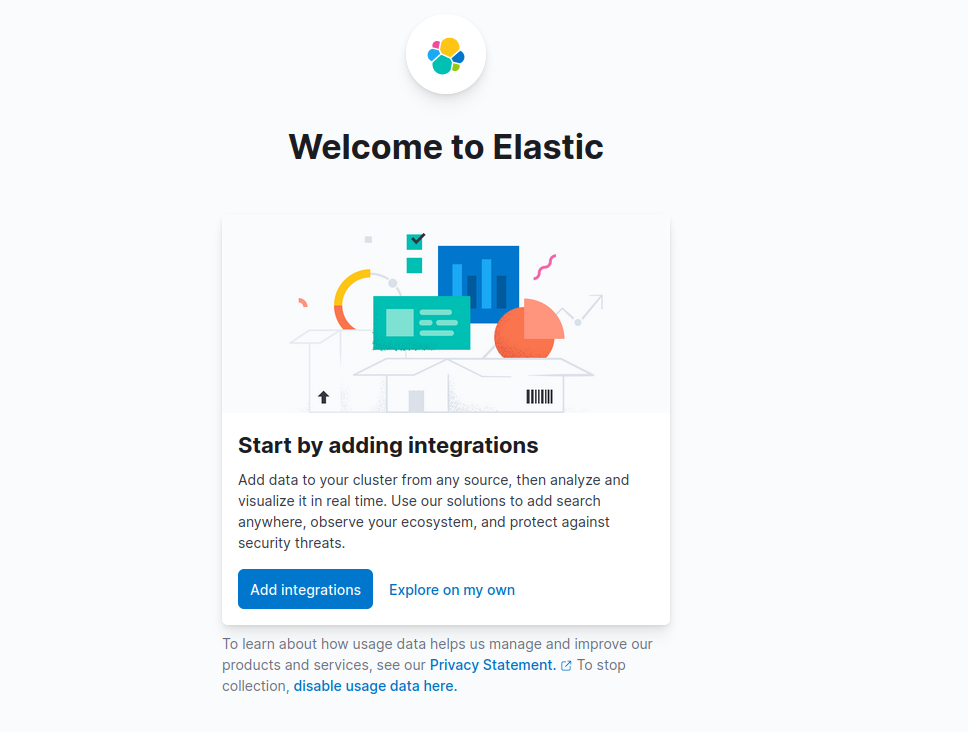 Welcome to Elastic
Start by adding integrations
Add data to your cluster from any source, then analyze and
visualize it in real time. Use our solutions to add search
anywhere, observe your ecosystem, and protect against
security threats.
Add integrations Explore on my own
To learn about how usage data helps us manage and improve our
products and services, see our Privacy Statement. To stop
collection, disable usage data here.